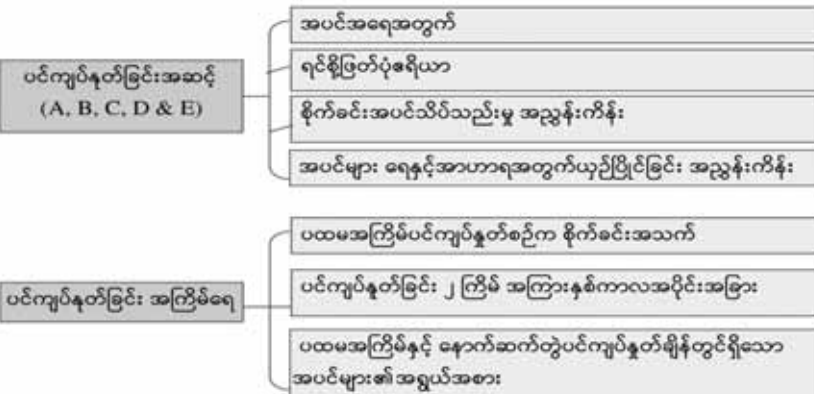 ပင်ကျပ်နုတ်ခြင်းအဆင့်
(A, B, C, D & E)
အပင်အရေအတွက်
ရင်စို့ဖြတ်ပုံဧရိယာ
စိုက်ခင်းအပင်သိပ်သည်းမှု အညွှန်းကိန်း
အပင်များ ရေနှင့်အာဟာရအတွက်ယှဉ်ပြိုင်ခြင်း အညွှန်းကိန်း
ပင်ကျပ်နုတ်ခြင်း အကြိမ်ရေ
ပထမအကြိမ်ပင်ကျပ်နှုတ်စဉ်က စိုက်ခင်းအသက်
ပင်ကျပ်နှုတ်ခြင်း ၂ ကြိမ် အကြားနှစ်ကာလအပိုင်းအခြား
ပထမအကြိမ်နှင့် နောက်ဆက်တွဲပင်ကျပ်နှုတ်ချိန်တွင်ရှိသော
အပင်များ၏အရွယ်အစား